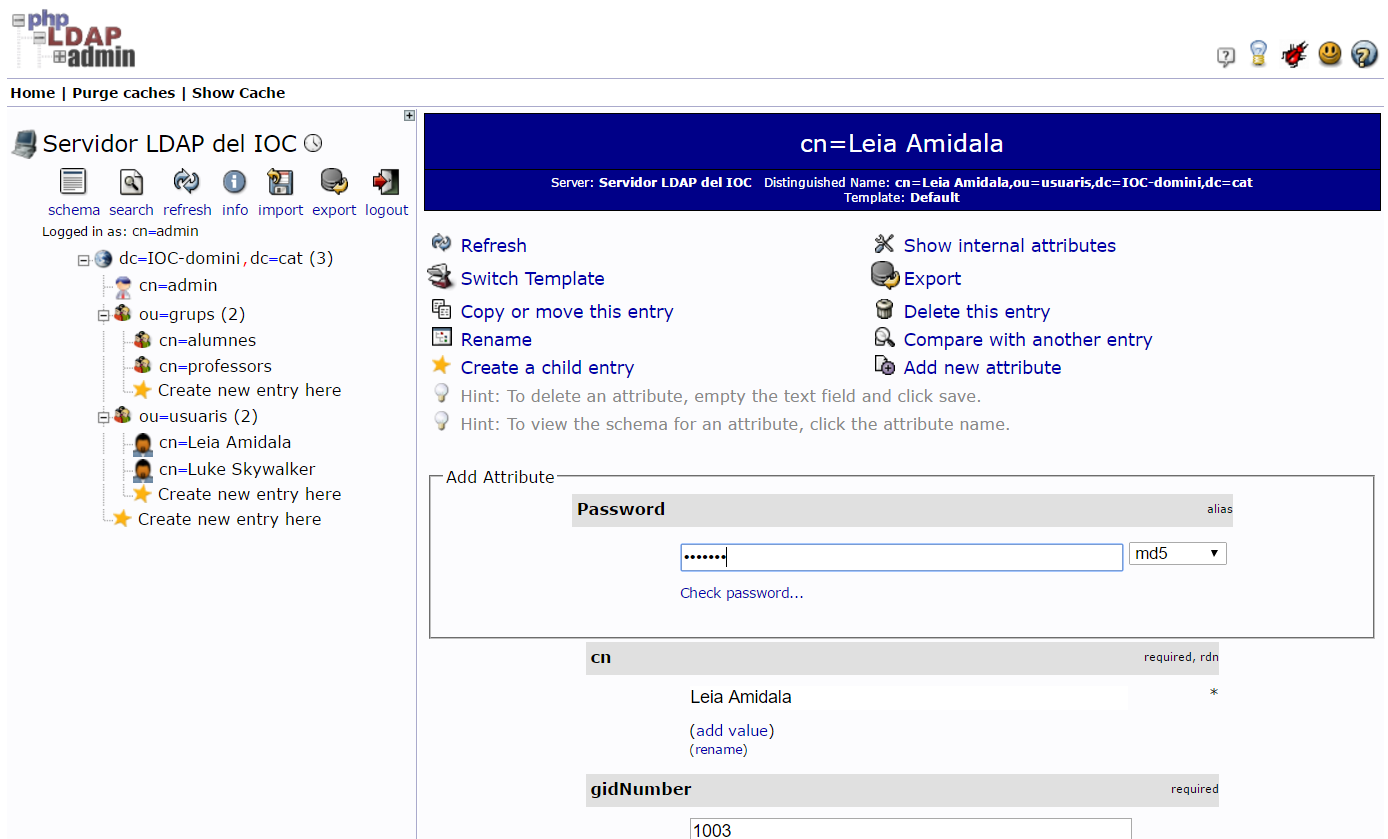 php
LDAP
admin
Home | Purge caches | Show Cache
Servidor LDAP del IOC
schema search refresh info import export logout
Logged in as: cn=admin
dc=IOC-domini,dc=cat (3)
cn=admin
ou=grups (2)
cn=alumnes
cn=professors
Create new entry here
ou=usuaris (2)
cn=Leia Amidala
cn=Luke Skywalker
Create new entry here
Create new entry here
cn=Leia Amidala
Server: Servidor LDAP del IOC Distinguished Name: cn=Leia Amidala,ou=usuaris,dc=IOC-domini,dc=cat
Template: Default
Refresh
Show internal attributes
Switch Template
Export
Copy or move this entry
Delete this entry
Rename
Compare with another entry
Create a child entry
Add new attribute
Hint: To delete an attribute, empty the text field and click save.
Hint: To view the schema for an attribute, click the attribute name.
Add Attribute
Password alias
•••••••
md5
Check password...
cn required, rdn
Leia Amidala *
(add value)
(rename)
gidNumber required
1003